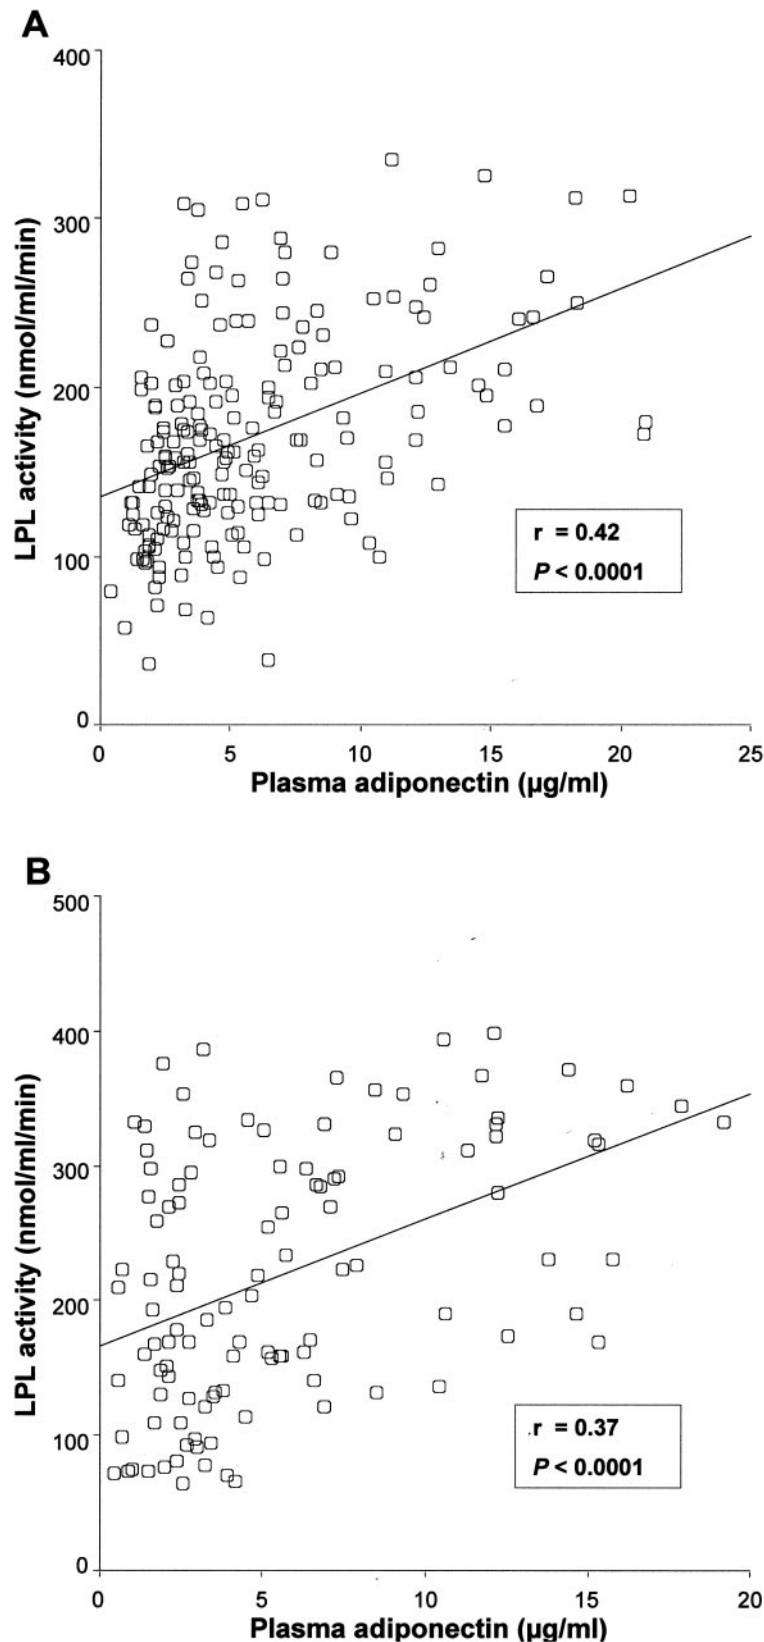 A
400
300
200
100
0
LPL activity (nmol/ml/min)
r = 0.42
P < 0.0001
0 5 10 15 20 25
Plasma adiponectin (µg/ml)
B
500
400
300
200
100
0
LPL activity (nmol/ml/min)
r = 0.37
P < 0.0001
0 5 10 15 20
Plasma adiponectin (µg/ml)